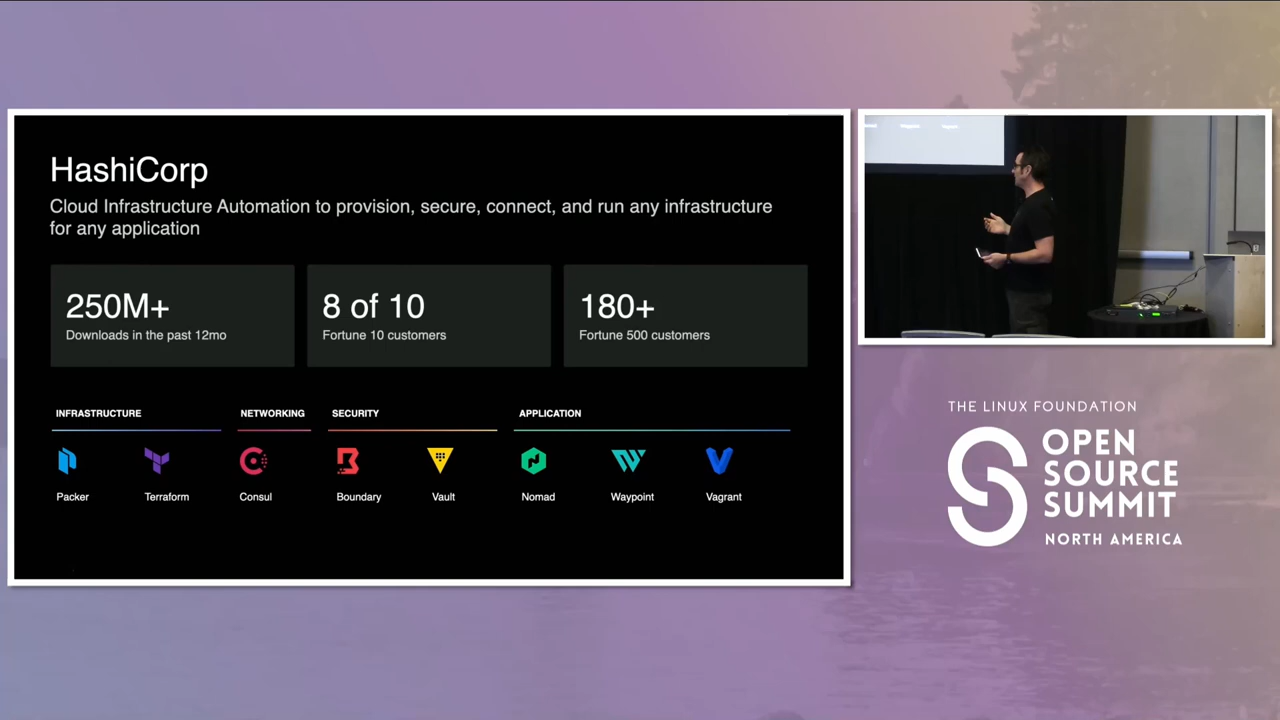 HashiCorp
Cloud Infrastructure Automation to provision, secure, connect, and run any infrastructure
for any application
250M+
Downloads in the past 12mo
8 of 10
Fortune 10 customers
180+
Fortune 500 customers
INFRASTRUCTURE
NETWORKING
SECURITY
APPLICATION
Packer
Terraform
Consul
Boundary
Vault
Nomad
Waypoint
Vagrant
THE LINUX FOUNDATION
OPEN
SOURCE
SUMMIT
NORTH AMERICA